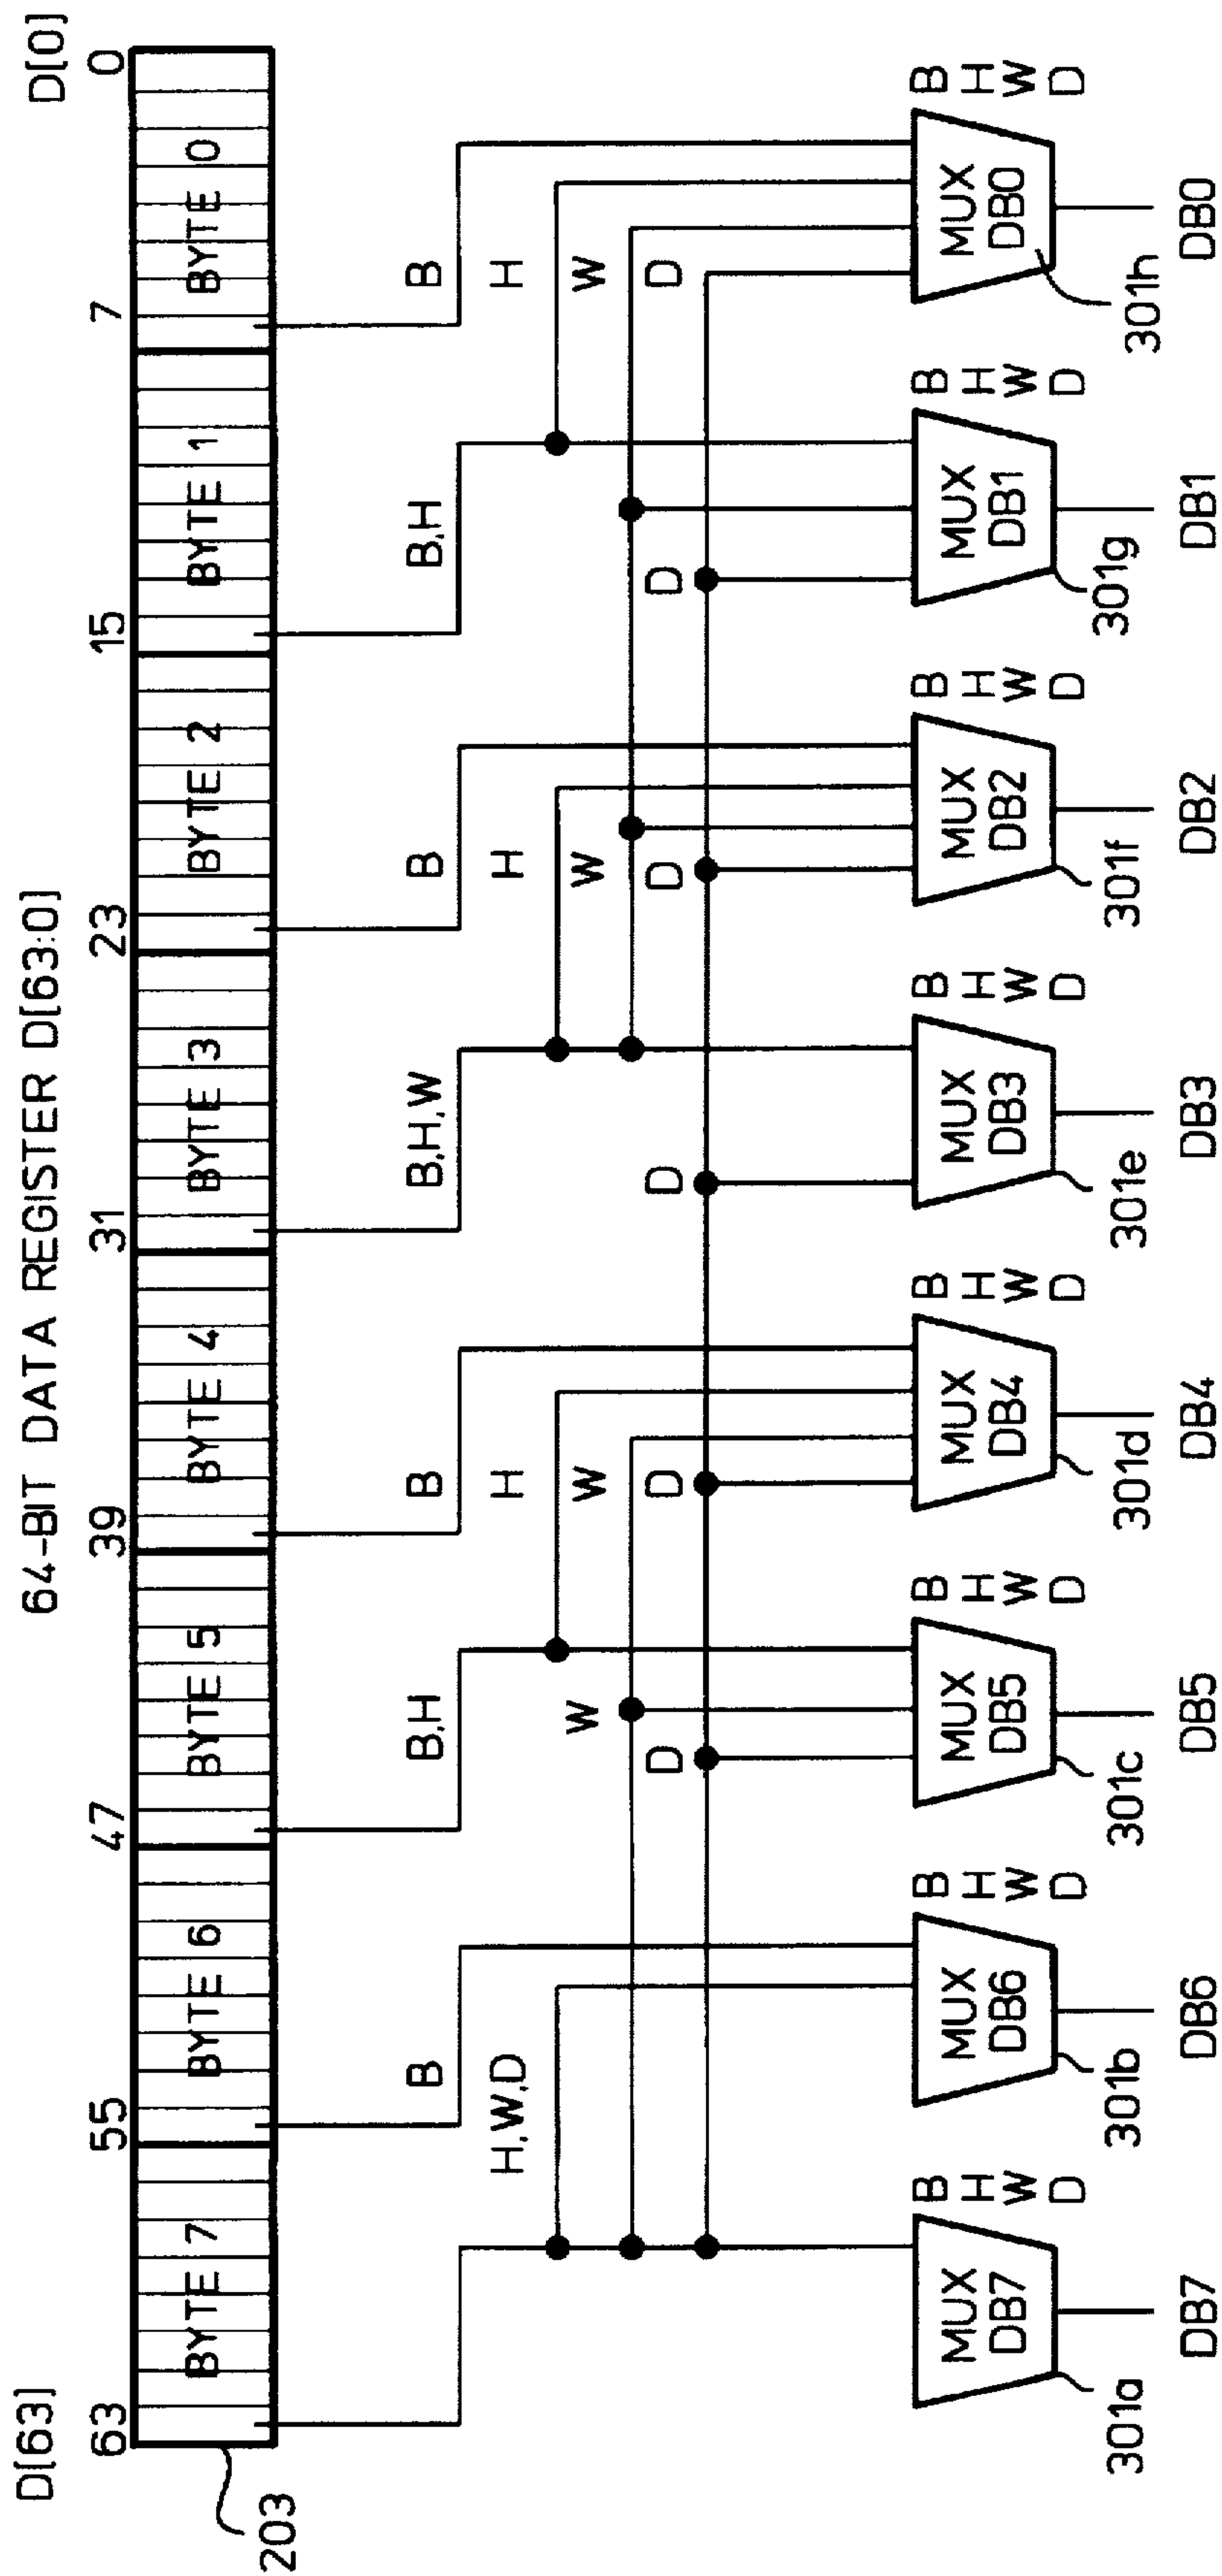 64-BIT DATA REGISTER D[63:0]
D[63] D[0]
63 55 47 39 31 23 15 7 0
BYTE 7 BYTE 6 BYTE 5 BYTE 4 BYTE 3 BYTE 2 BYTE 1 BYTE 0
203
B B,H B B,H,W B B,H B
H,W,D H H H
W W W W
D D D D D D
B H W D B H W D B H W D B H W D B H W D B H W D B H W D B H W D
MUX DB7 MUX DB6 MUX DB5 MUX DB4 MUX DB3 MUX DB2 MUX DB1 MUX DB0
301a 301b 301c 301d 301e 301f 301g 301h
DB7 DB6 DB5 DB4 DB3 DB2 DB1 DB0